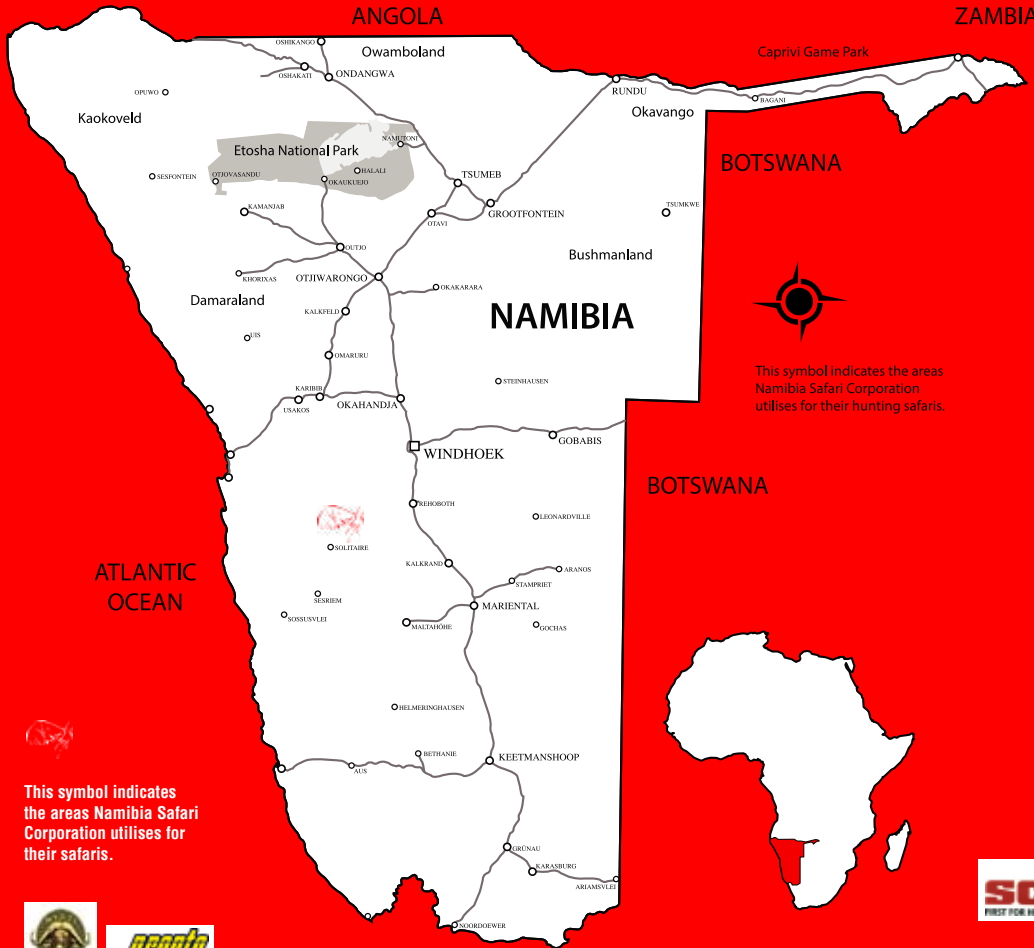 ANGOLA
ZAMBIA
OSHIKANGO
Owamboland
Caprivi Game Park
OSHAKATI
ONDANGWA
OPUWO
RUNDU
BAGANI
Kaokoveld
Okavango
NAMUTONI
Etosha National Park
BOTSWANA
HALALI
SESFONTEIN
OTJOVASANDU
OKAUKUEJO
TSUMEB
KAMANJAB
TSUMKWE
GROOTFONTEIN
OTAVI
OUTJO
Bushmanland
KHORIXAS
OTJIWARONGO
OKAKARARA
Damaraland
KALKFELD
NAMIBIA
UIS
OMARURU
This symbol indicates the areas
Namibia Safari Corporation
utilises for their hunting safaris.
STEINHAUSEN
KARIBIB
USAKOS
OKAHANDJA
GOBABIS
WINDHOEK
BOTSWANA
REHOBOTH
LEONARDVILLE
SOLITAIRE
KALKRAND
ARANOS
ATLANTIC
OCEAN
STAMPRIET
SESRIEM
MARIENTAL
SOSSUSVLEI
MALTAHÖHE
GOCHAS
HELMERINGHAUSEN
BETHANIE
KEETMANSHOOP
AUS
This symbol indicates
the areas Namibia Safari
Corporation utilises for
their safaris.
GRÜNAU
KARASBURG
ARIAMSVLEI
SC
FIRST FOR H
NOORDOEWER